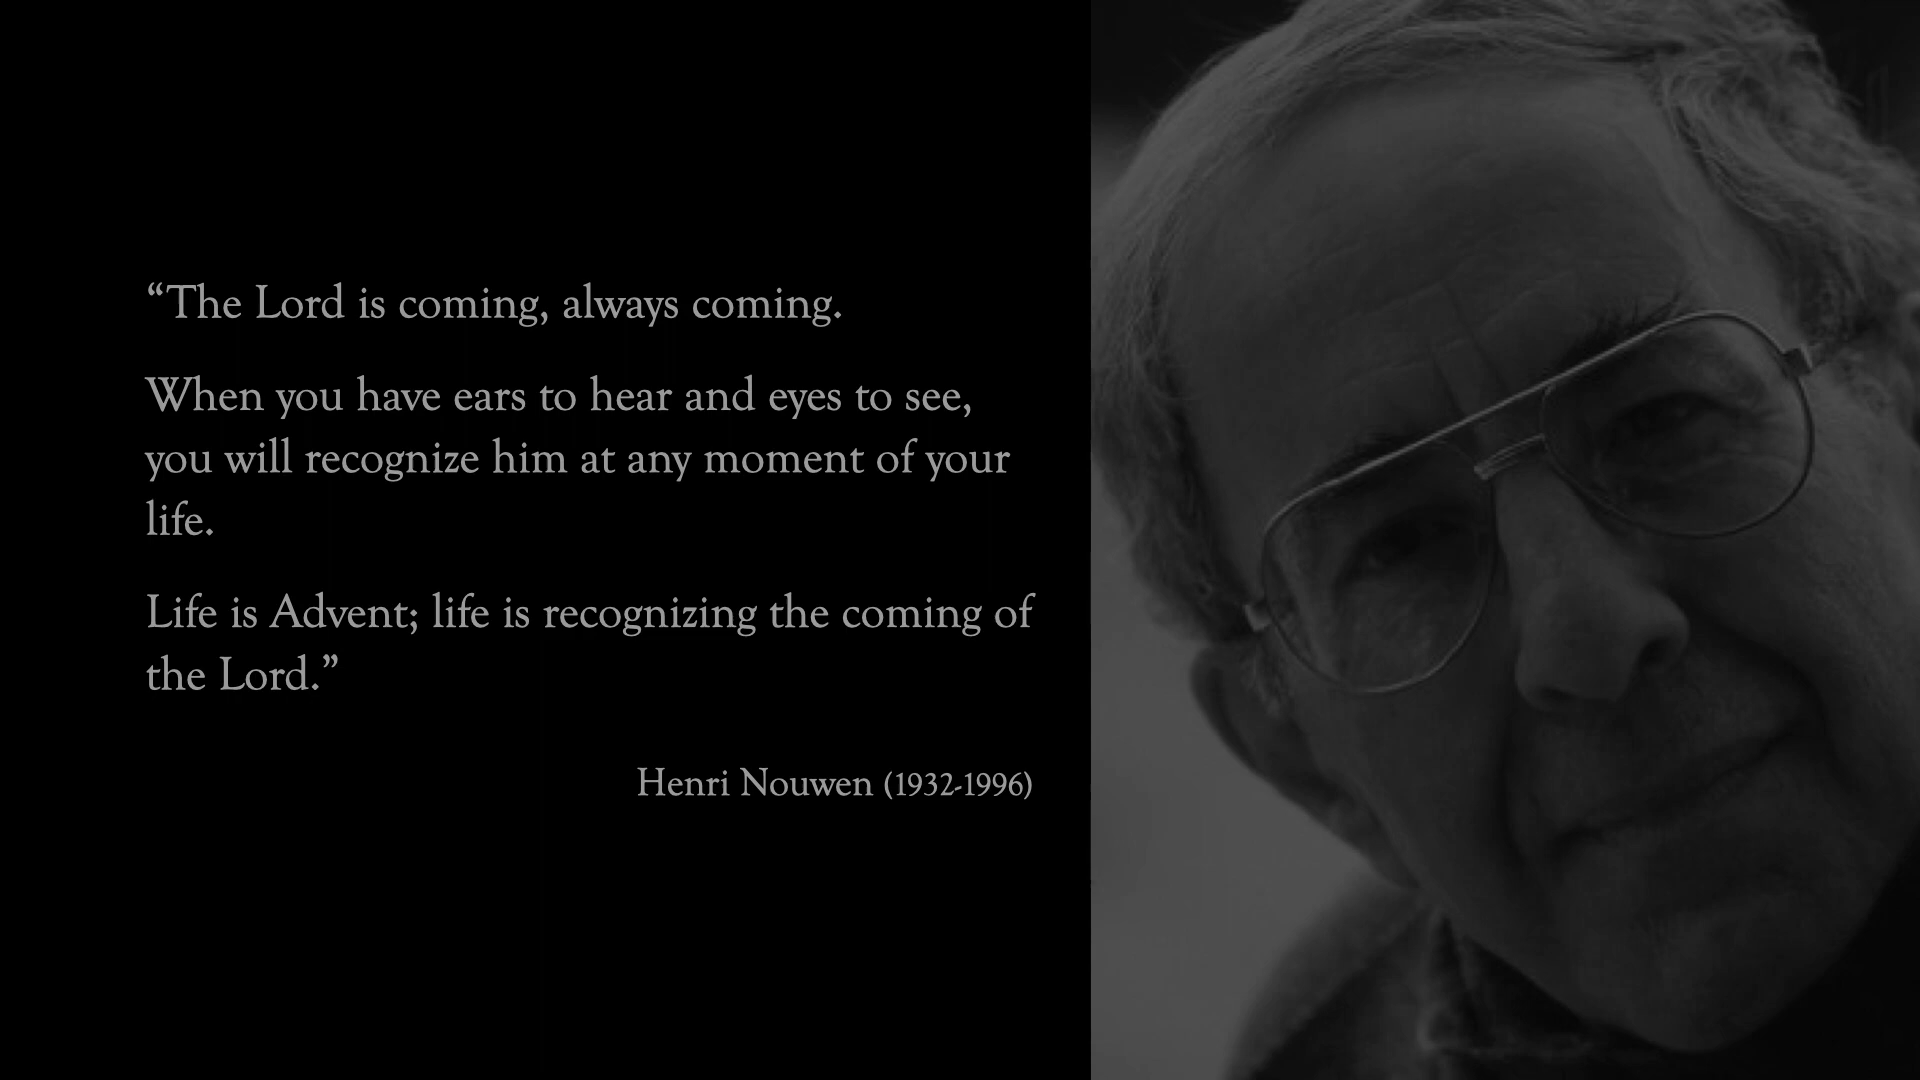 “The Lord is coming, always coming.
When you have ears to hear and eyes to see,
you will recognize him at any moment of your
life.
Life is Advent; life is recognizing the coming of
the Lord.”
Henri Nouwen (1932-1996)